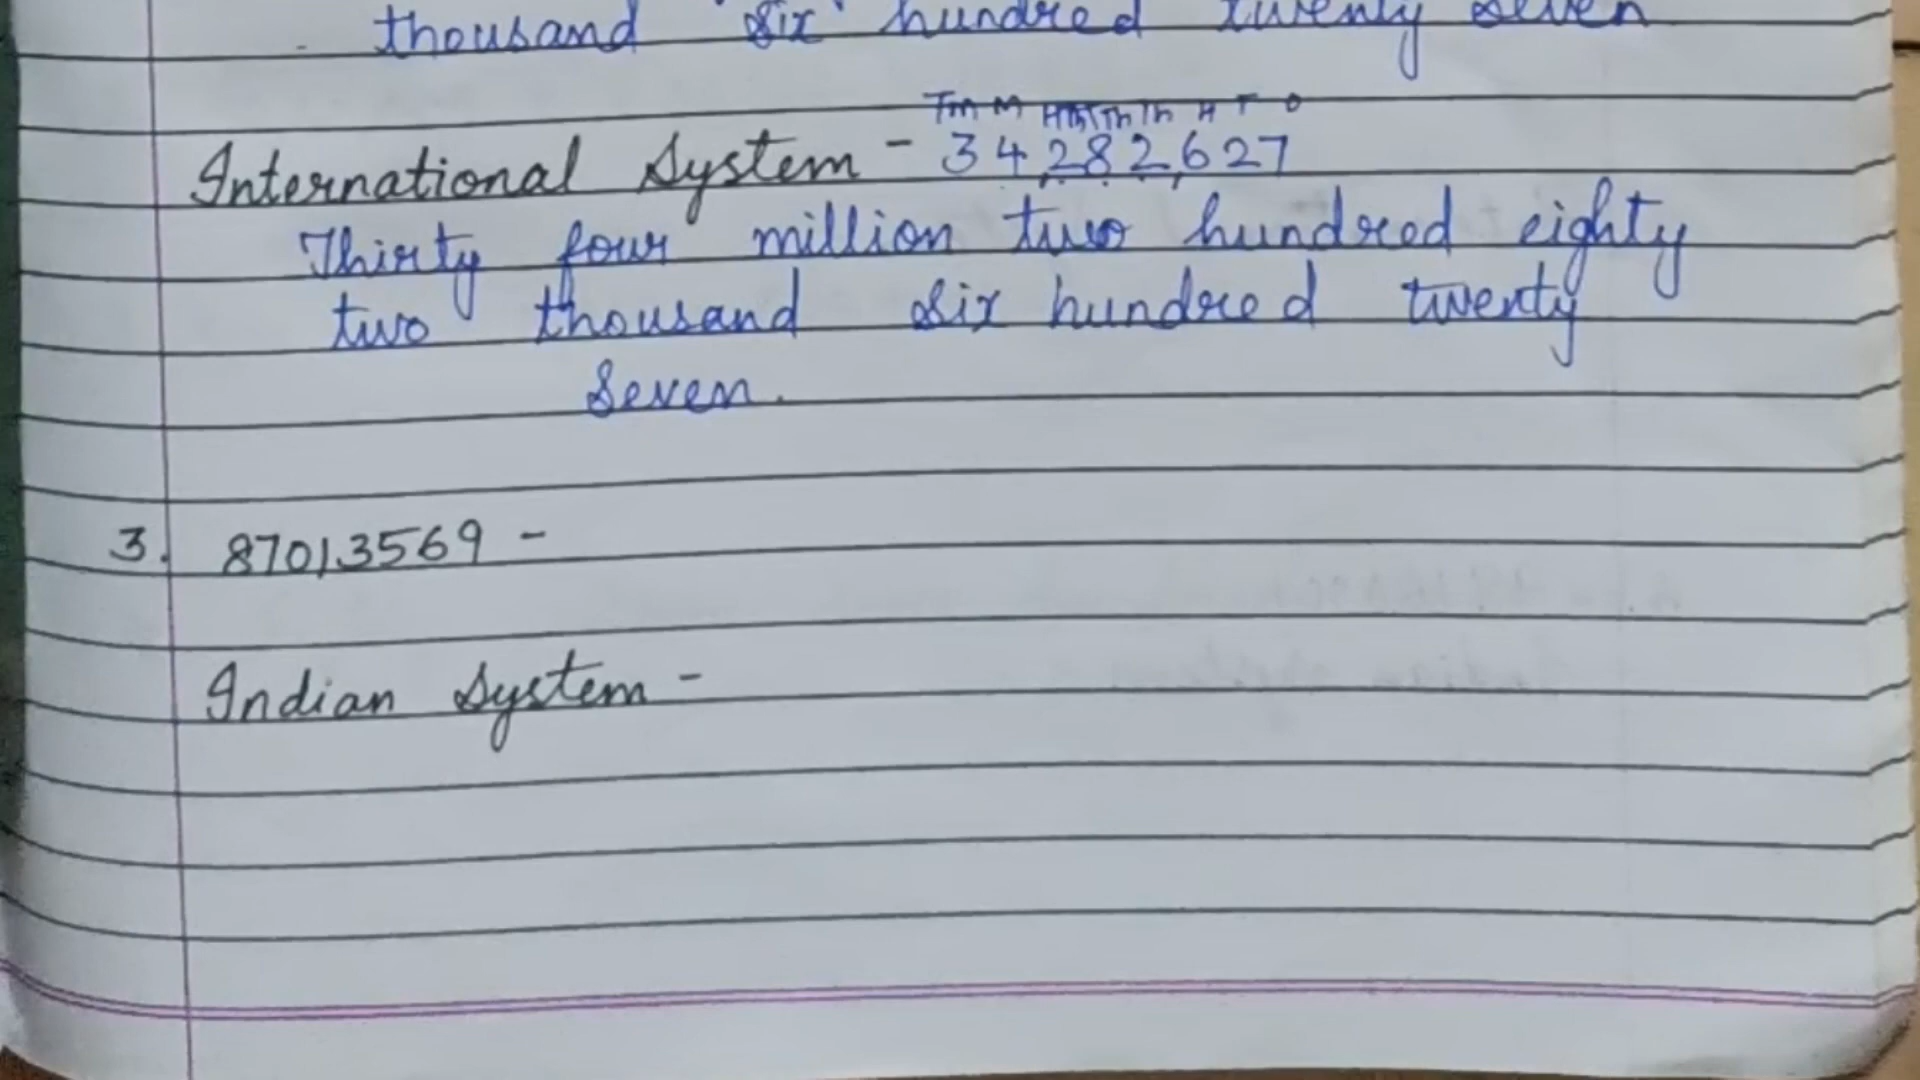 thousand six hundred twenty seven
TM M HTh TTh Th H T O
International System - 34,282,627
Thirty four million two hundred eighty
two thousand six hundred twenty
seven.
3. 87013569 -
Indian System -